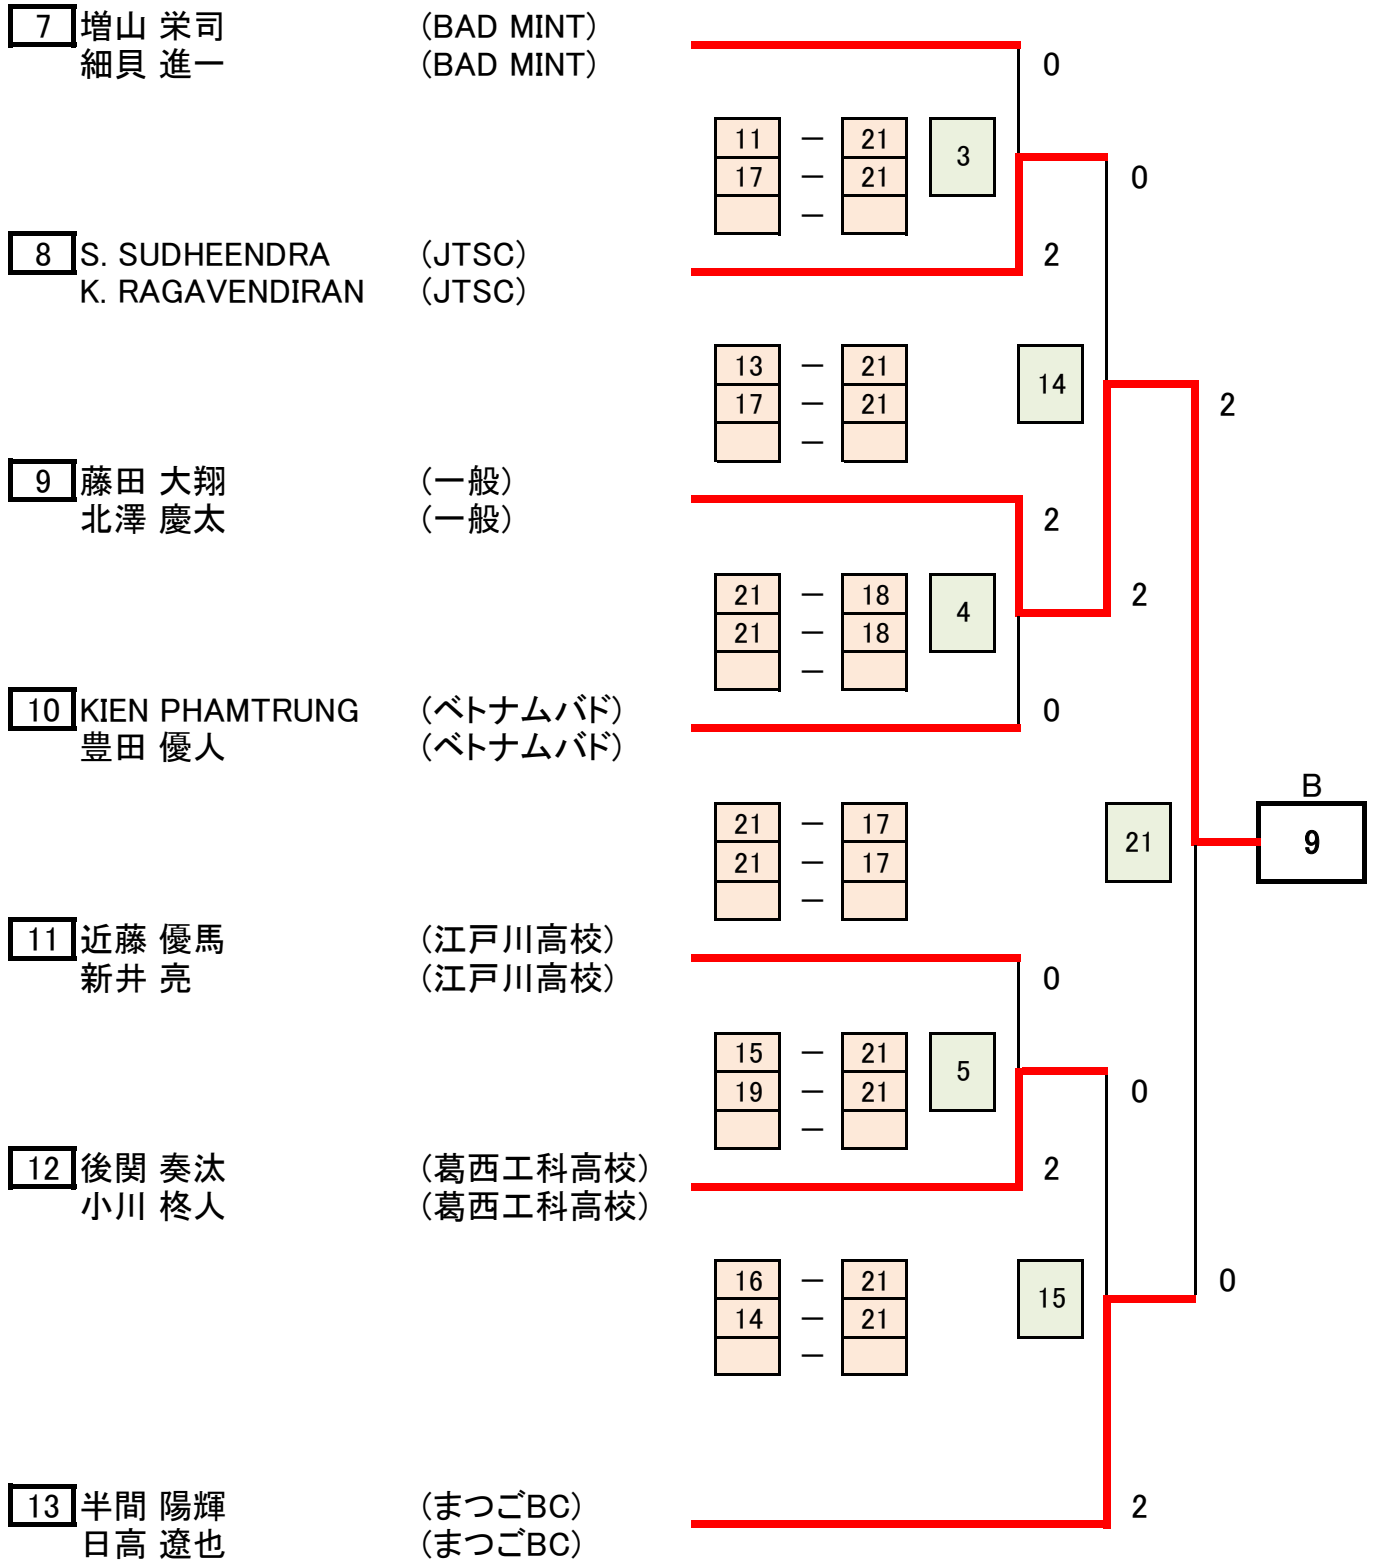 7 増山 栄司 (BAD MINT)
細貝 進一 (BAD MINT)
0
11 － 21 3
17 － 21
－
0
8 S. SUDHEENDRA (JTSC) 2
K. RAGAVENDIRAN (JTSC)
13 － 21 14
17 － 21
－
2
9 藤田 大翔 (一般)
北澤 慶太 (一般) 2
21 － 18 4 2
21 － 18
－
10 KIEN PHAMTRUNG (ベトナムバド) 0
豊田 優人 (ベトナムバド)
B
21 － 17 21 9
21 － 17
－
11 近藤 優馬 (江戸川高校)
新井 亮 (江戸川高校) 0
15 － 21 5
19 － 21 0
－
12 後関 奏汰 (葛西工科高校) 2
小川 柊人 (葛西工科高校)
16 － 21 15 0
14 － 21
－
13 半間 陽輝 (まつごBC) 2
日高 遼也 (まつごBC)